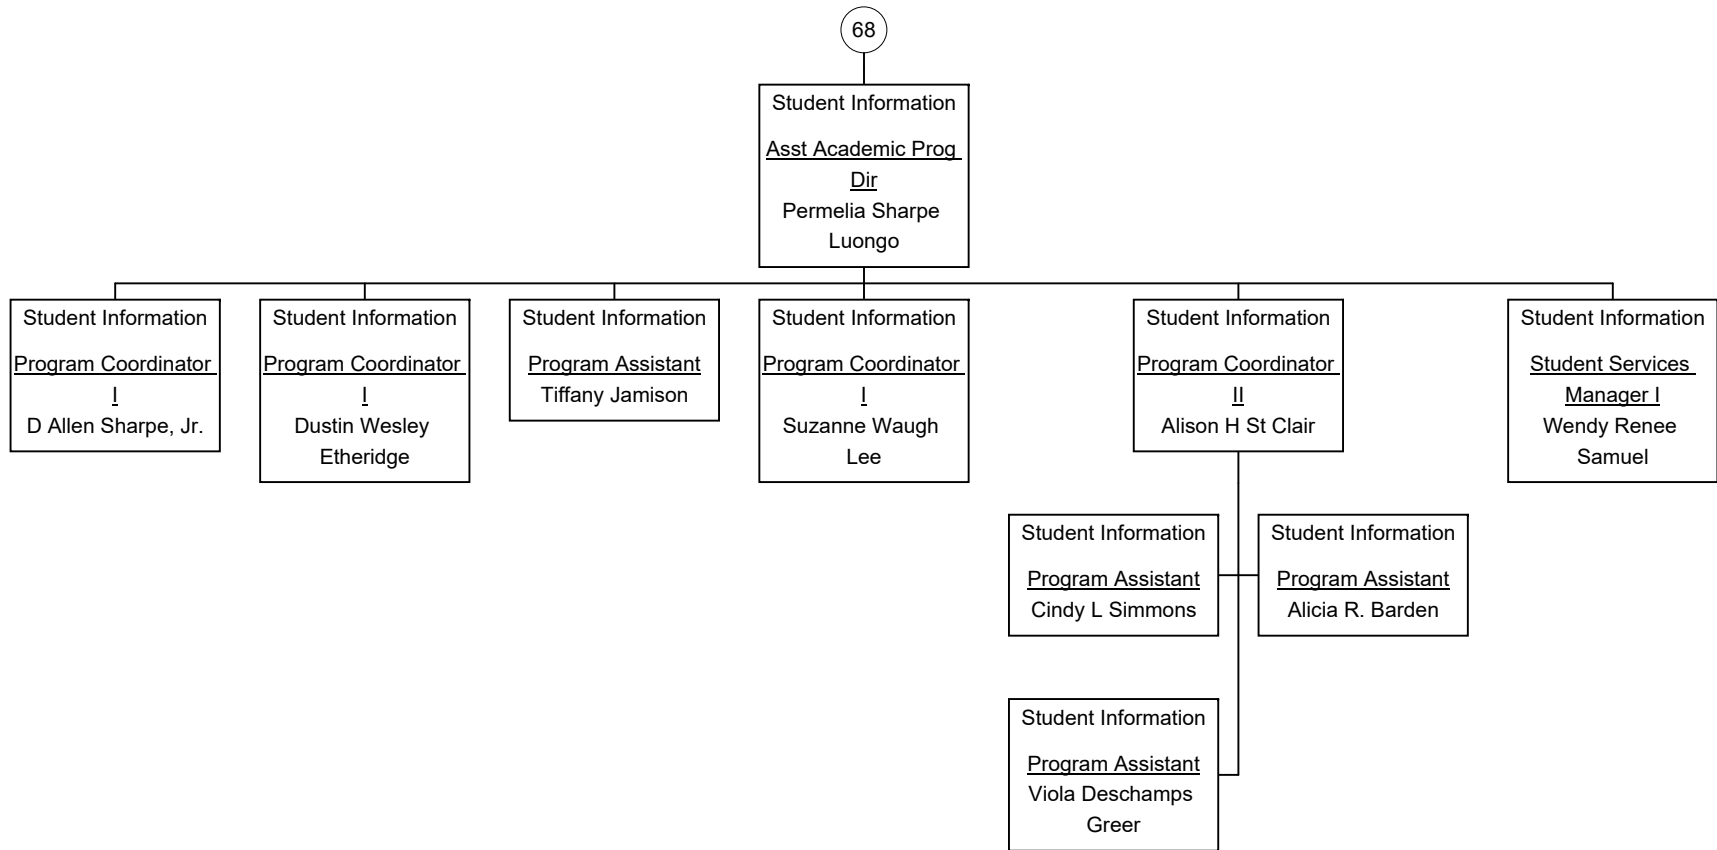 68
Student Information
Asst Academic Prog
Dir
Permelia Sharpe
Luongo
Student Information
Program Coordinator
I
D Allen Sharpe, Jr.
Student Information
Program Coordinator
I
Dustin Wesley
Etheridge
Student Information
Program Assistant
Tiffany Jamison
Student Information
Program Coordinator
I
Suzanne Waugh
Lee
Student Information
Program Coordinator
II
Alison H St Clair
Student Information
Student Services
Manager I
Wendy Renee
Samuel
Student Information
Program Assistant
Cindy L Simmons
Student Information
Program Assistant
Alicia R. Barden
Student Information
Program Assistant
Viola Deschamps
Greer